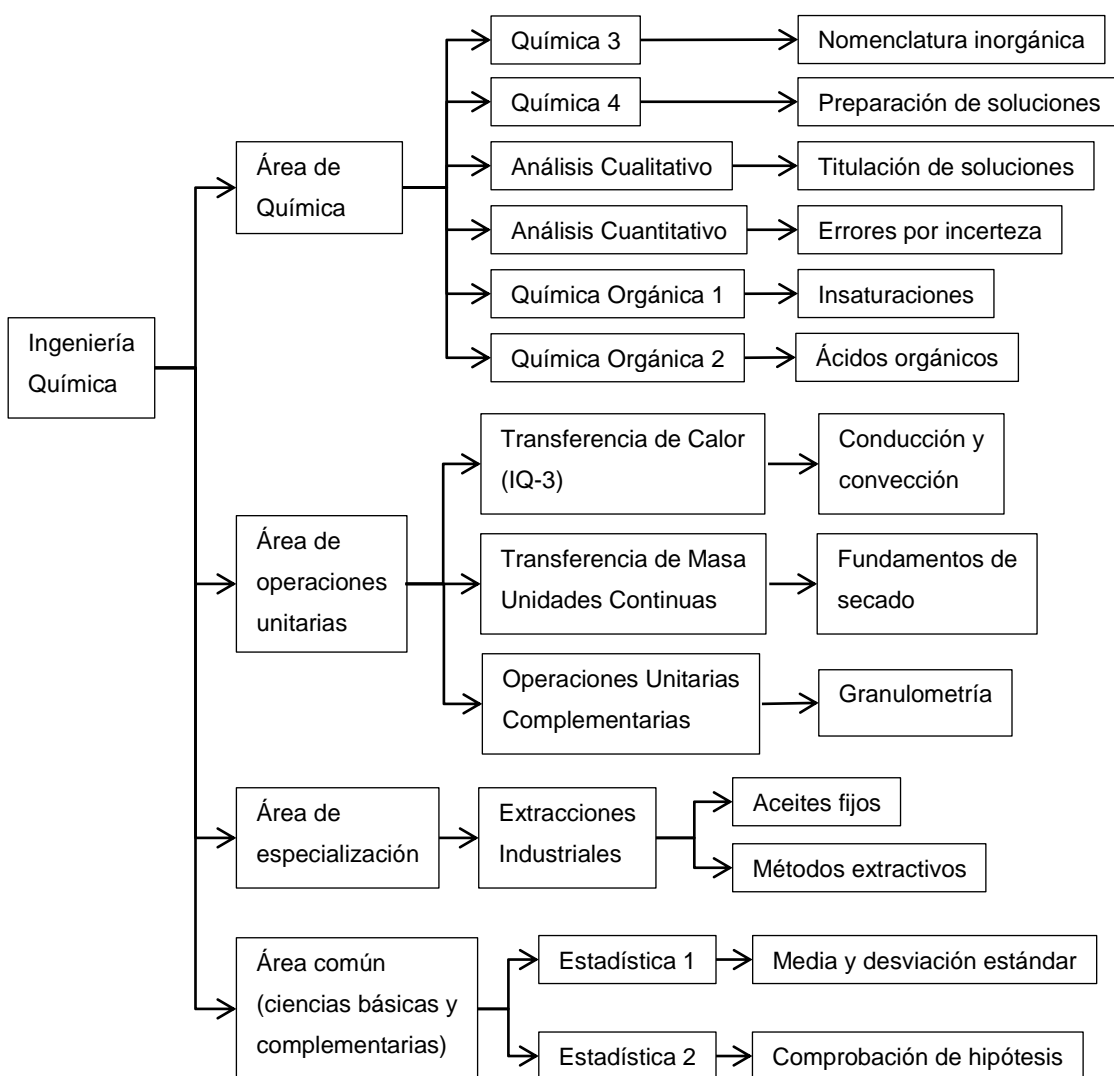 Ingeniería
Química
Área de
Química
Química 3
Nomenclatura inorgánica
Química 4
Preparación de soluciones
Análisis Cualitativo
Titulación de soluciones
Análisis Cuantitativo
Errores por incerteza
Química Orgánica 1
Insaturaciones
Química Orgánica 2
Ácidos orgánicos
Área de
operaciones
unitarias
Transferencia de Calor
(IQ-3)
Conducción y
convección
Transferencia de Masa
Unidades Continuas
Fundamentos de
secado
Operaciones Unitarias
Complementarias
Granulometría
Área de
especialización
Extracciones
Industriales
Aceites fijos
Métodos extractivos
Área común
(ciencias básicas y
complementarias)
Estadística 1
Media y desviación estándar
Estadística 2
Comprobación de hipótesis